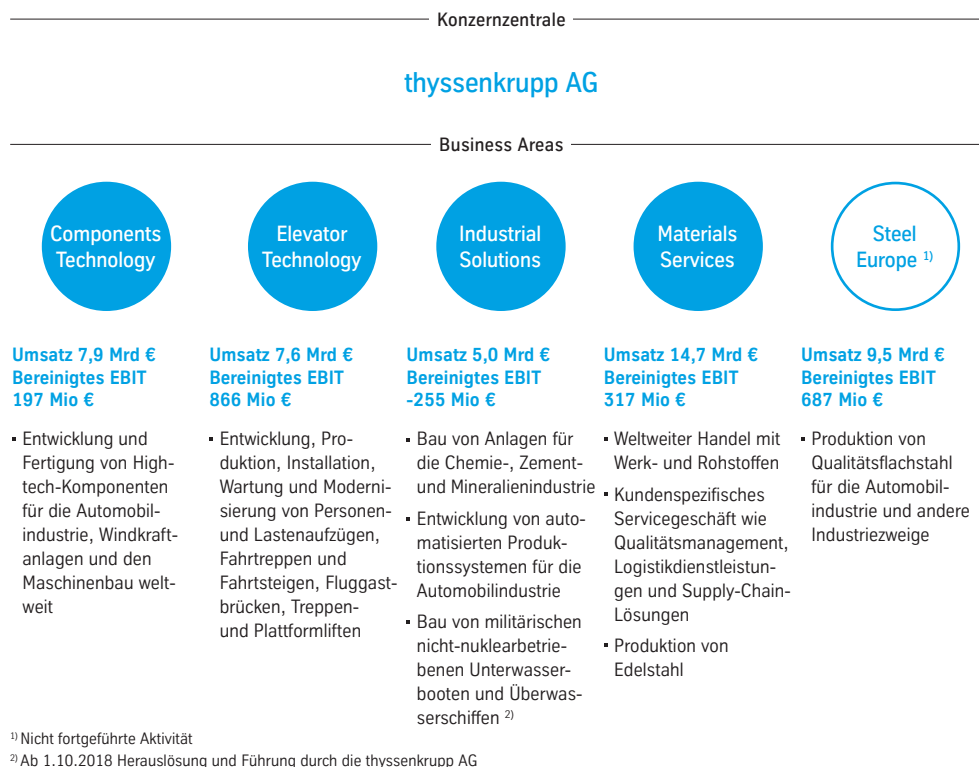 Konzernzentrale
thyssenkrupp AG
Business Areas
Components
Technology
Umsatz 7,9 Mrd €
Bereinigtes EBIT
197 Mio €
▪ Entwicklung und
Fertigung von High-
tech-Komponenten
für die Automobil-
industrie, Windkraft-
anlagen und den
Maschinenbau welt-
weit
Elevator
Technology
Umsatz 7,6 Mrd €
Bereinigtes EBIT
866 Mio €
▪ Entwicklung, Pro-
duktion, Installation,
Wartung und Moderni-
sierung von Personen-
und Lastenaufzügen,
Fahrtreppen und
Fahrtsteigen, Fluggast-
brücken, Treppen-
und Plattformliften
Industrial
Solutions
Umsatz 5,0 Mrd €
Bereinigtes EBIT
-255 Mio €
▪ Bau von Anlagen für
die Chemie-, Zement-
und Mineralienindustrie
▪ Entwicklung von auto-
matisierten Produk-
tionssystemen für die
Automobilindustrie
▪ Bau von militärischen
nicht-nuklearbetrie-
benen Unterwasser-
booten und Überwas-
serschiffen 2)
Materials
Services
Umsatz 14,7 Mrd €
Bereinigtes EBIT
317 Mio €
▪ Weltweiter Handel mit
Werk- und Rohstoffen
▪ Kundenspezifisches
Servicegeschäft wie
Qualitätsmanagement,
Logistikdienstleistun-
gen und Supply-Chain-
Lösungen
▪ Produktion von
Edelstahl
Steel
Europe 1)
Umsatz 9,5 Mrd €
Bereinigtes EBIT
687 Mio €
▪ Produktion von
Qualitätsflachstahl
für die Automobil-
industrie und andere
Industriezweige
1) Nicht fortgeführte Aktivität
2) Ab 1.10.2018 Herauslösung und Führung durch die thyssenkrupp AG